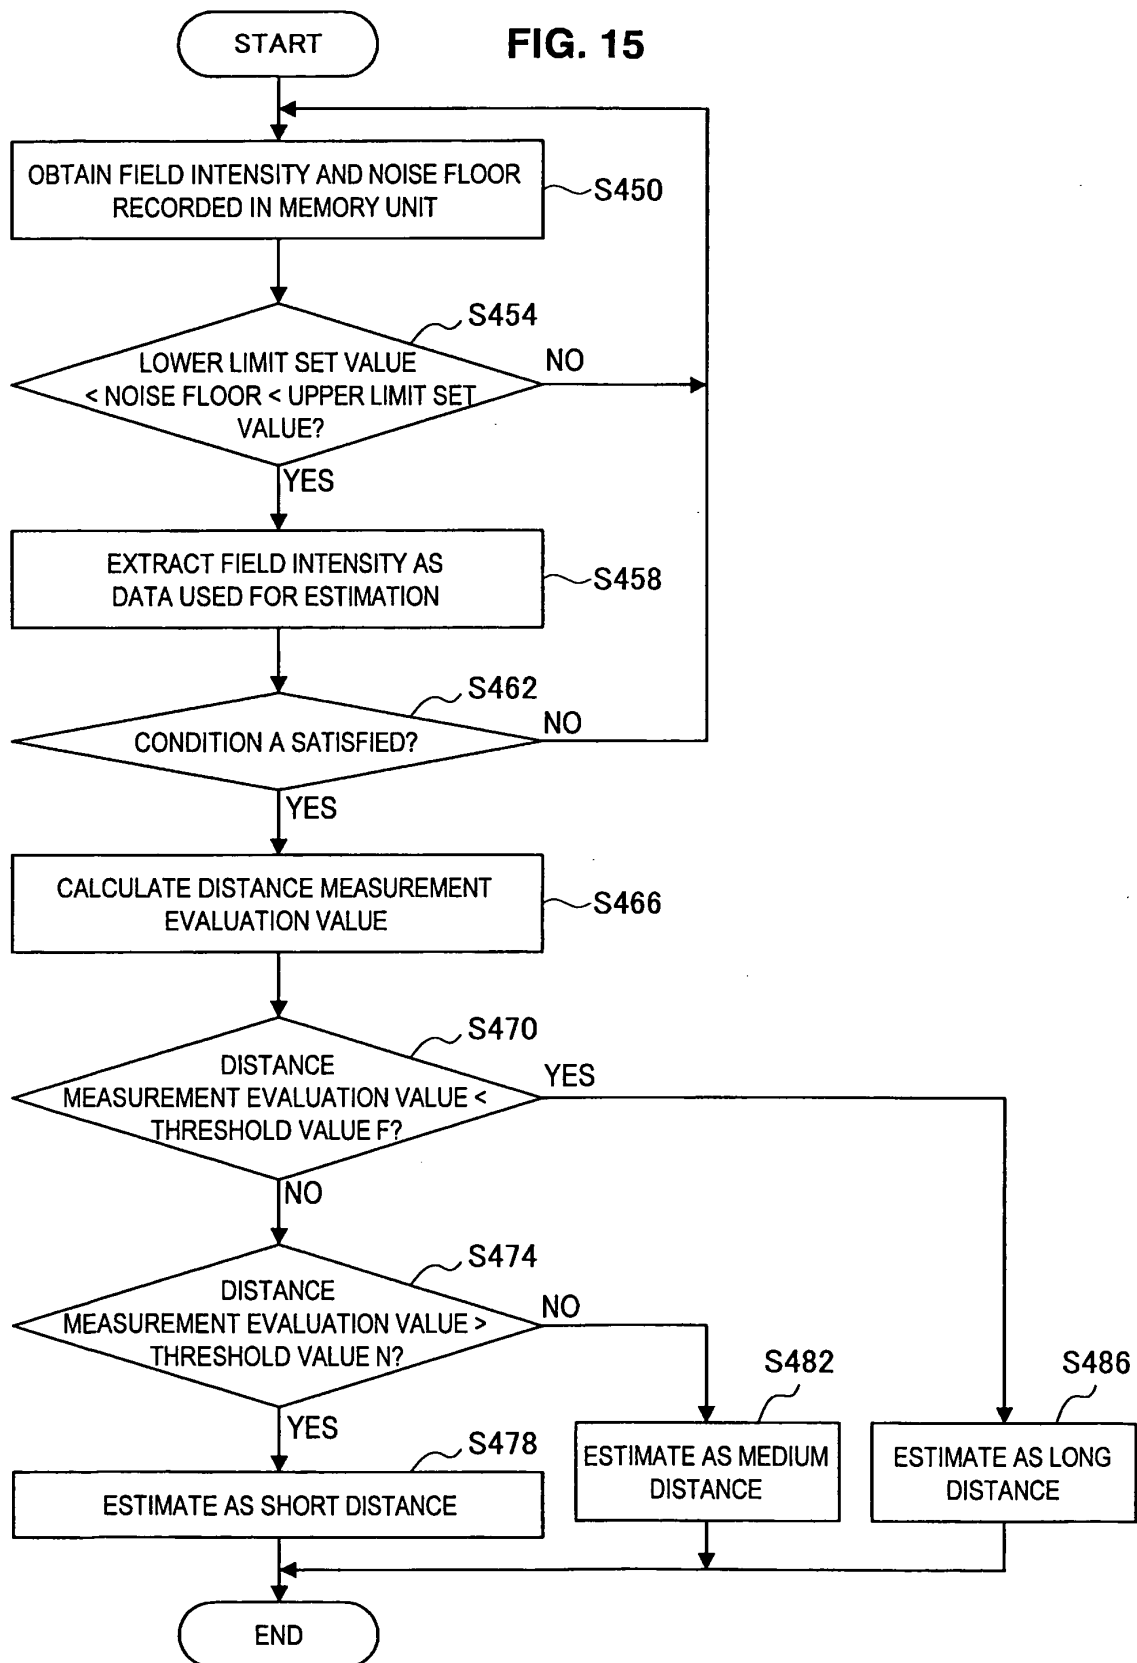 START
FIG. 15
OBTAIN FIELD INTENSITY AND NOISE FLOOR
RECORDED IN MEMORY UNIT
S450
S454
LOWER LIMIT SET VALUE
< NOISE FLOOR < UPPER LIMIT SET
VALUE?
NO
YES
EXTRACT FIELD INTENSITY AS
DATA USED FOR ESTIMATION
S458
S462
CONDITION A SATISFIED?
NO
YES
CALCULATE DISTANCE MEASUREMENT
EVALUATION VALUE
S466
S470
DISTANCE
MEASUREMENT EVALUATION VALUE <
THRESHOLD VALUE F?
YES
NO
S474
DISTANCE
MEASUREMENT EVALUATION VALUE >
THRESHOLD VALUE N?
NO
YES
S478
ESTIMATE AS SHORT DISTANCE
S482
ESTIMATE AS MEDIUM
DISTANCE
S486
ESTIMATE AS LONG
DISTANCE
END